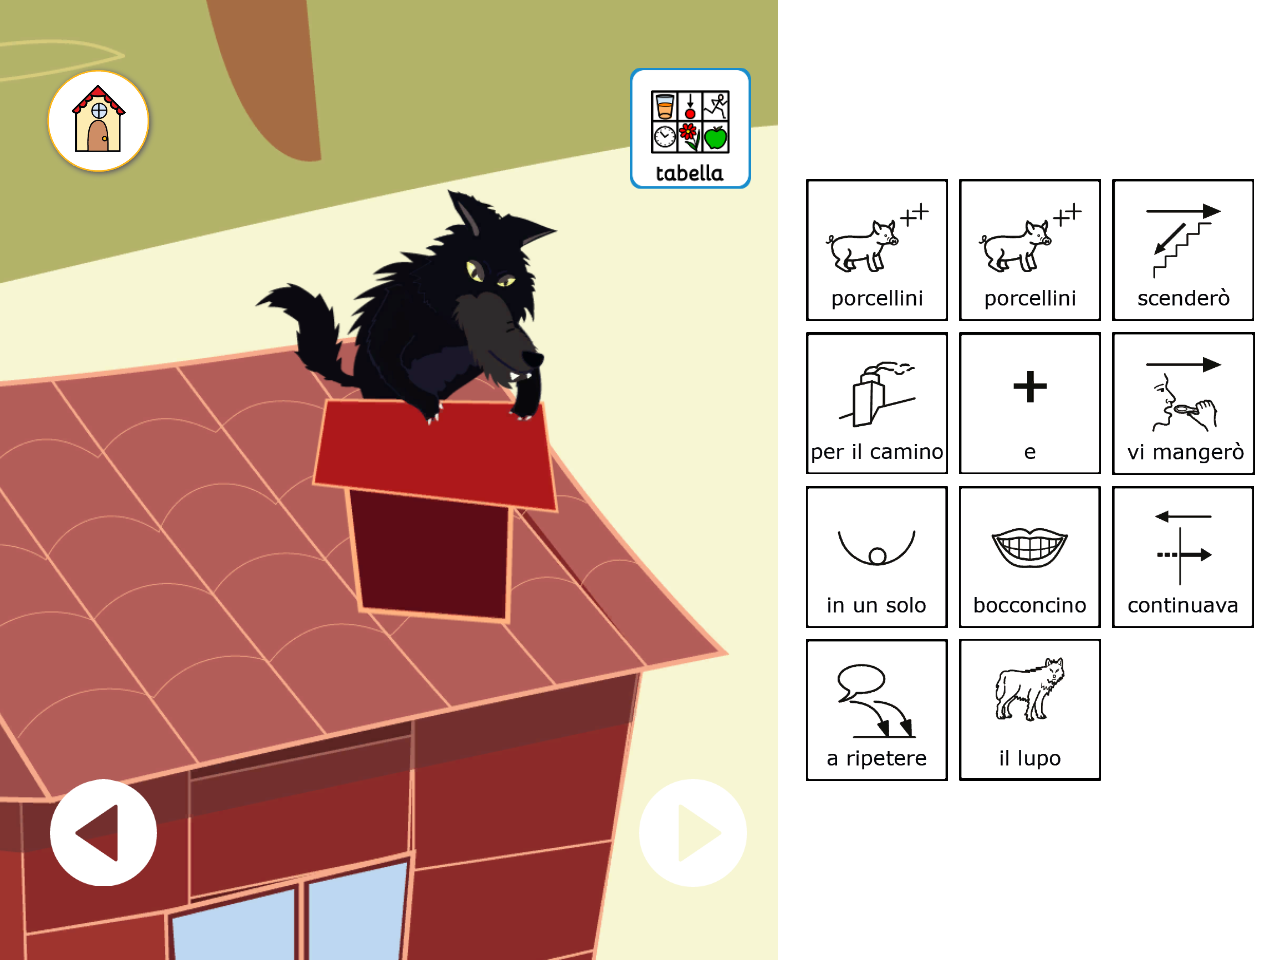 tabella
porcellini
porcellini
scenderò
per il camino
e
vi mangerò
in un solo
bocconcino
continuava
a ripetere
il lupo